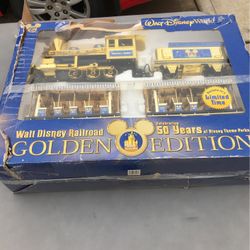 Walt Disney World
Limited
Time
Walt Disney Railroad
Celebrating
50 Years
of Disney Theme Parks
GOLDEN EDITION